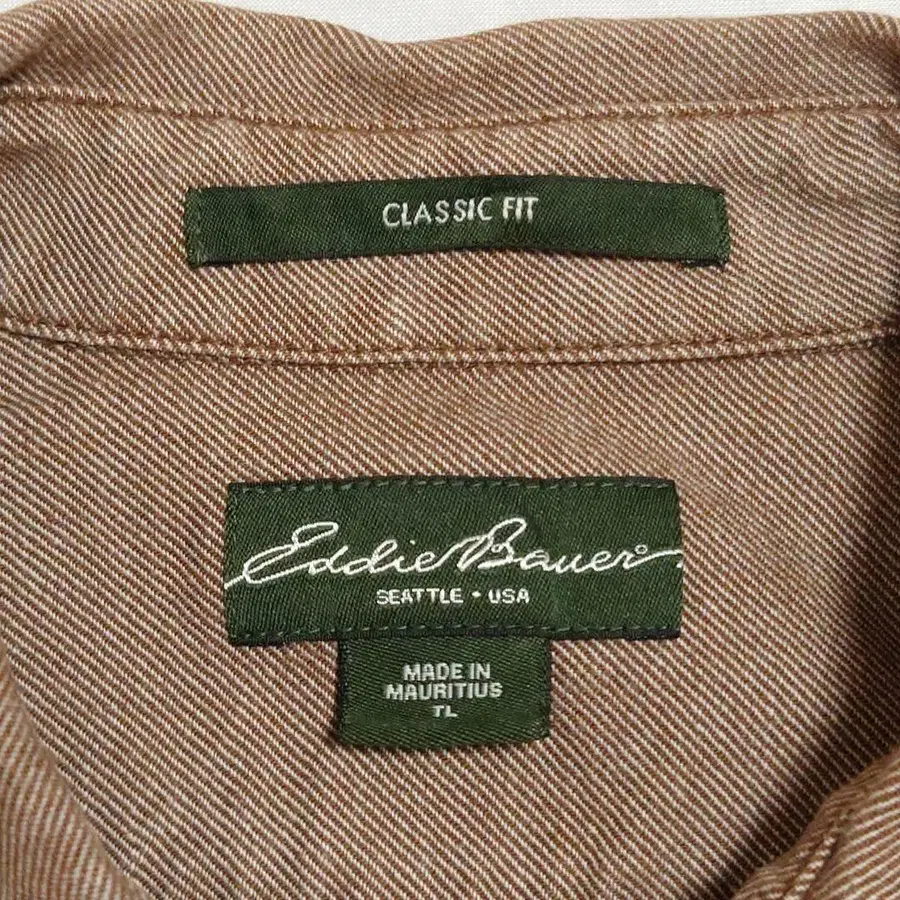 CLASSIC FIT
Eddie Bauer®
SEATTLE • USA
MADE IN
MAURITIUS
TL